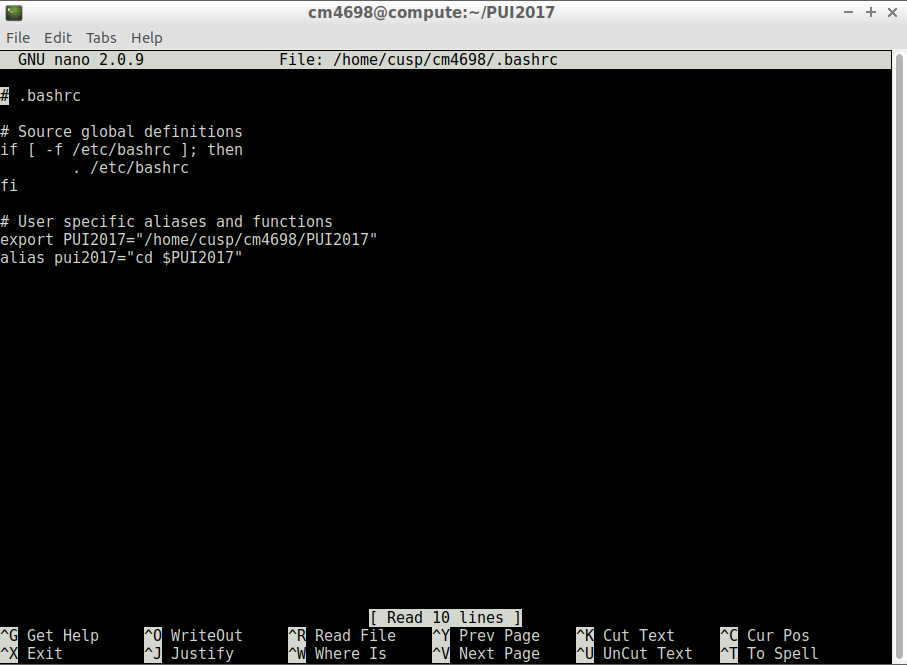 cm4698@compute:~/PUI2017
File Edit Tabs Help
GNU nano 2.0.9 File: /home/cusp/cm4698/.bashrc
# .bashrc
# Source global definitions
if [ -f /etc/bashrc ]; then
        . /etc/bashrc
fi
# User specific aliases and functions
export PUI2017="/home/cusp/cm4698/PUI2017"
alias pui2017="cd $PUI2017"
[ Read 10 lines ]
^G Get Help ^O WriteOut ^R Read File ^Y Prev Page ^K Cut Text ^C Cur Pos
^X Exit ^J Justify ^W Where Is ^V Next Page ^U UnCut Text ^T To Spell